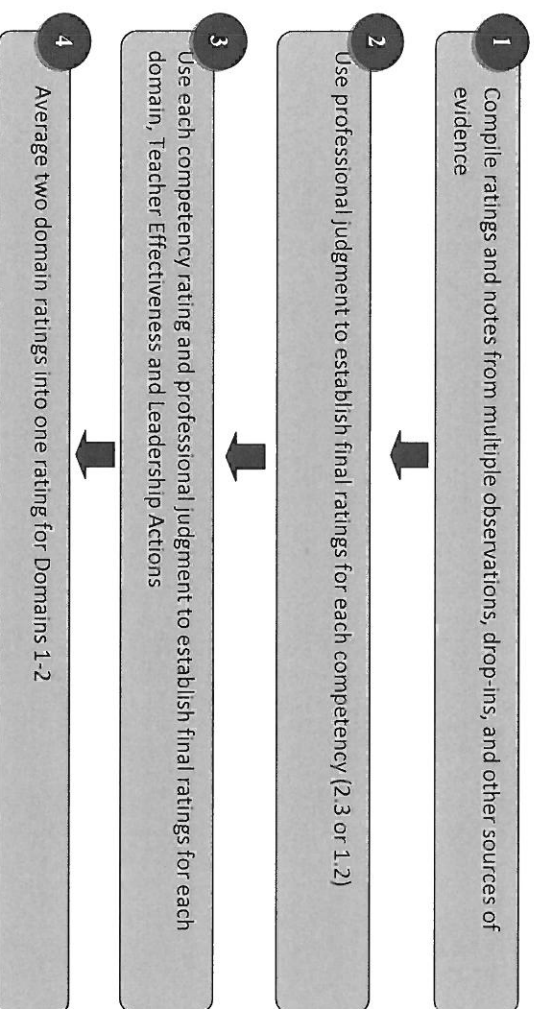 1
Compile ratings and notes from multiple observations, drop-ins, and other sources of
evidence
2
Use professional judgment to establish final ratings for each competency (2.3 or 1.2)
3
Use each competency rating and professional judgment to establish final ratings for each
domain, Teacher Effectiveness and Leadership Actions
4
Average two domain ratings into one rating for Domains 1-2